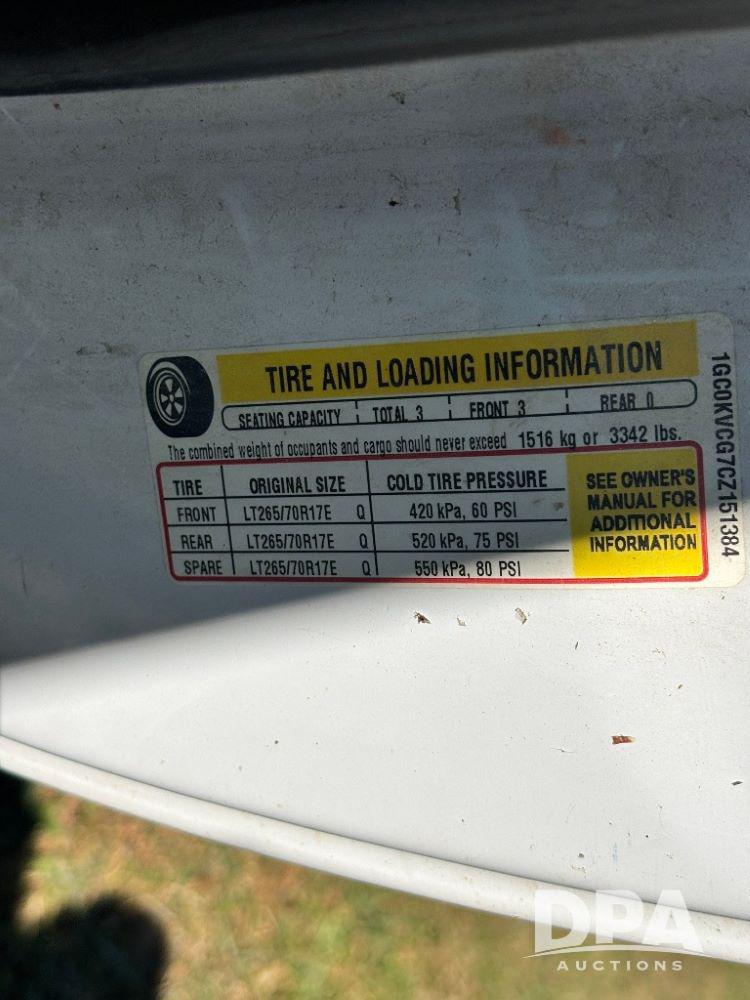 TIRE AND LOADING INFORMATION
SEATING CAPACITY TOTAL 3 FRONT 3 REAR 0
The combined weight of occupants and cargo should never exceed 1516 kg or 3342 lbs.
TIRE ORIGINAL SIZE COLD TIRE PRESSURE
FRONT LT265/70R17E Q 420 kPa, 60 PSI
REAR LT265/70R17E Q 520 kPa, 75 PSI
SPARE LT265/70R17E Q 550 kPa, 80 PSI
SEE OWNER'S
MANUAL FOR
ADDITIONAL
INFORMATION
1GC0KVCG7CZ151384
DPA
AUCTIONS